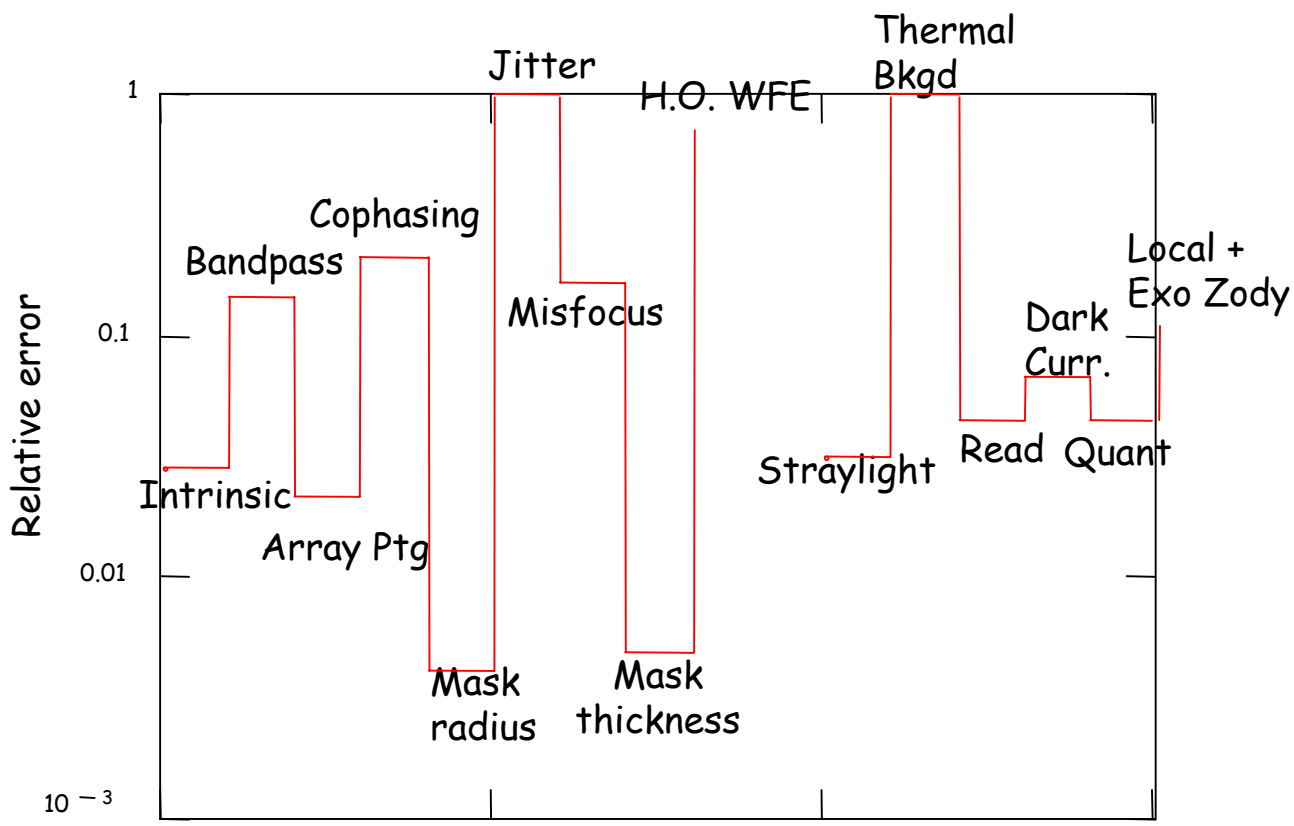 Thermal
Bkgd
Jitter
H.O. WFE
1
Cophasing
Bandpass
Local +
Exo Zody
Misfocus
Dark
Curr.
0.1
Relative error
Read
Quant
Straylight
Intrinsic
Array Ptg
0.01
Mask
radius
Mask
thickness
10 – 3